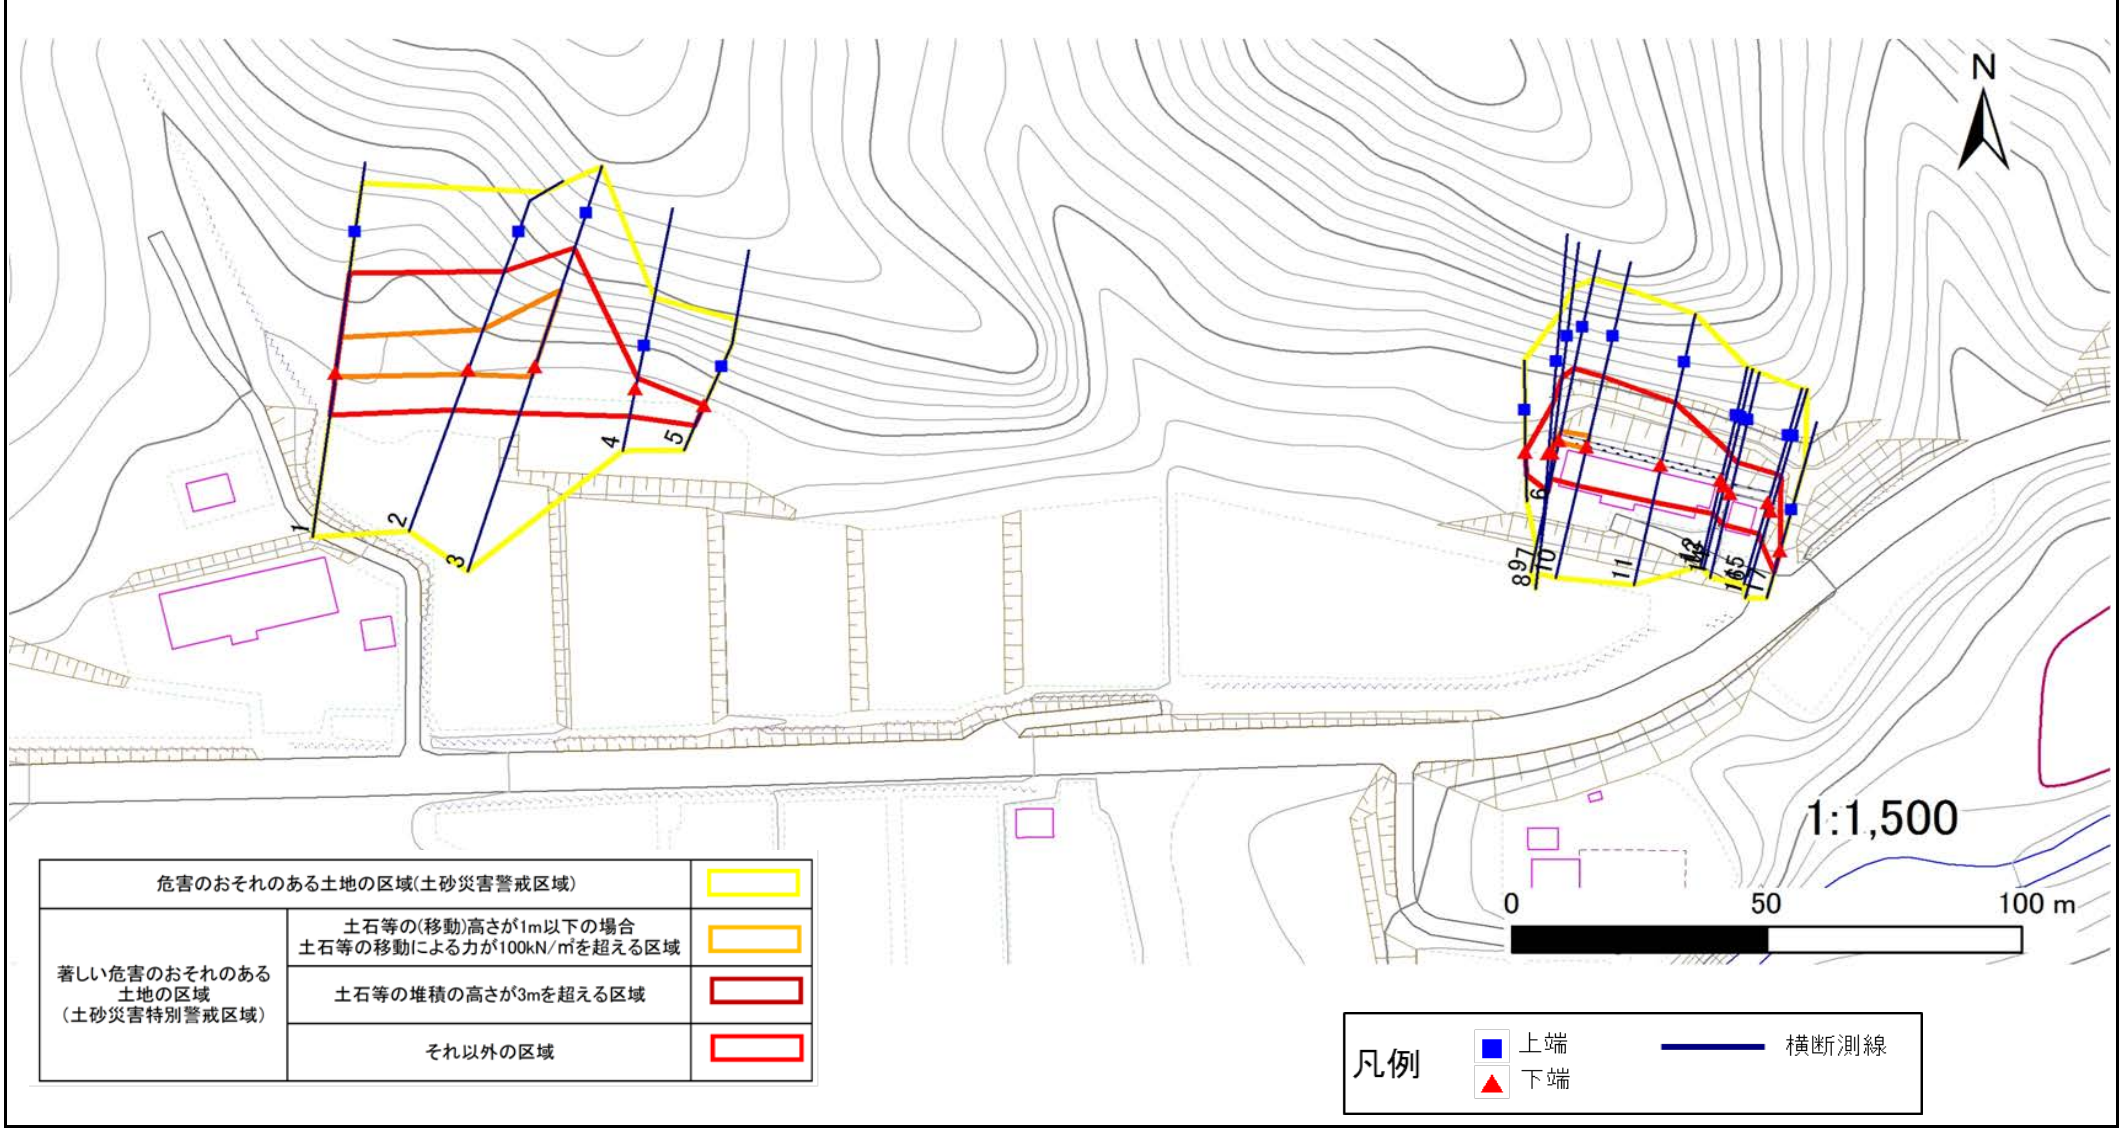 N
1
2
3
4
5
6
8
9
7
10
11
15
17
1:1,500
0 50 100 m
危害のおそれのある土地の区域(土砂災害警戒区域)
著しい危害のおそれのある
土地の区域
(土砂災害特別警戒区域)
土石等の(移動)高さが1m以下の場合
土石等の移動による力が100kN/㎡を超える区域
土石等の堆積の高さが3mを超える区域
それ以外の区域
凡例
上端
下端
横断測線